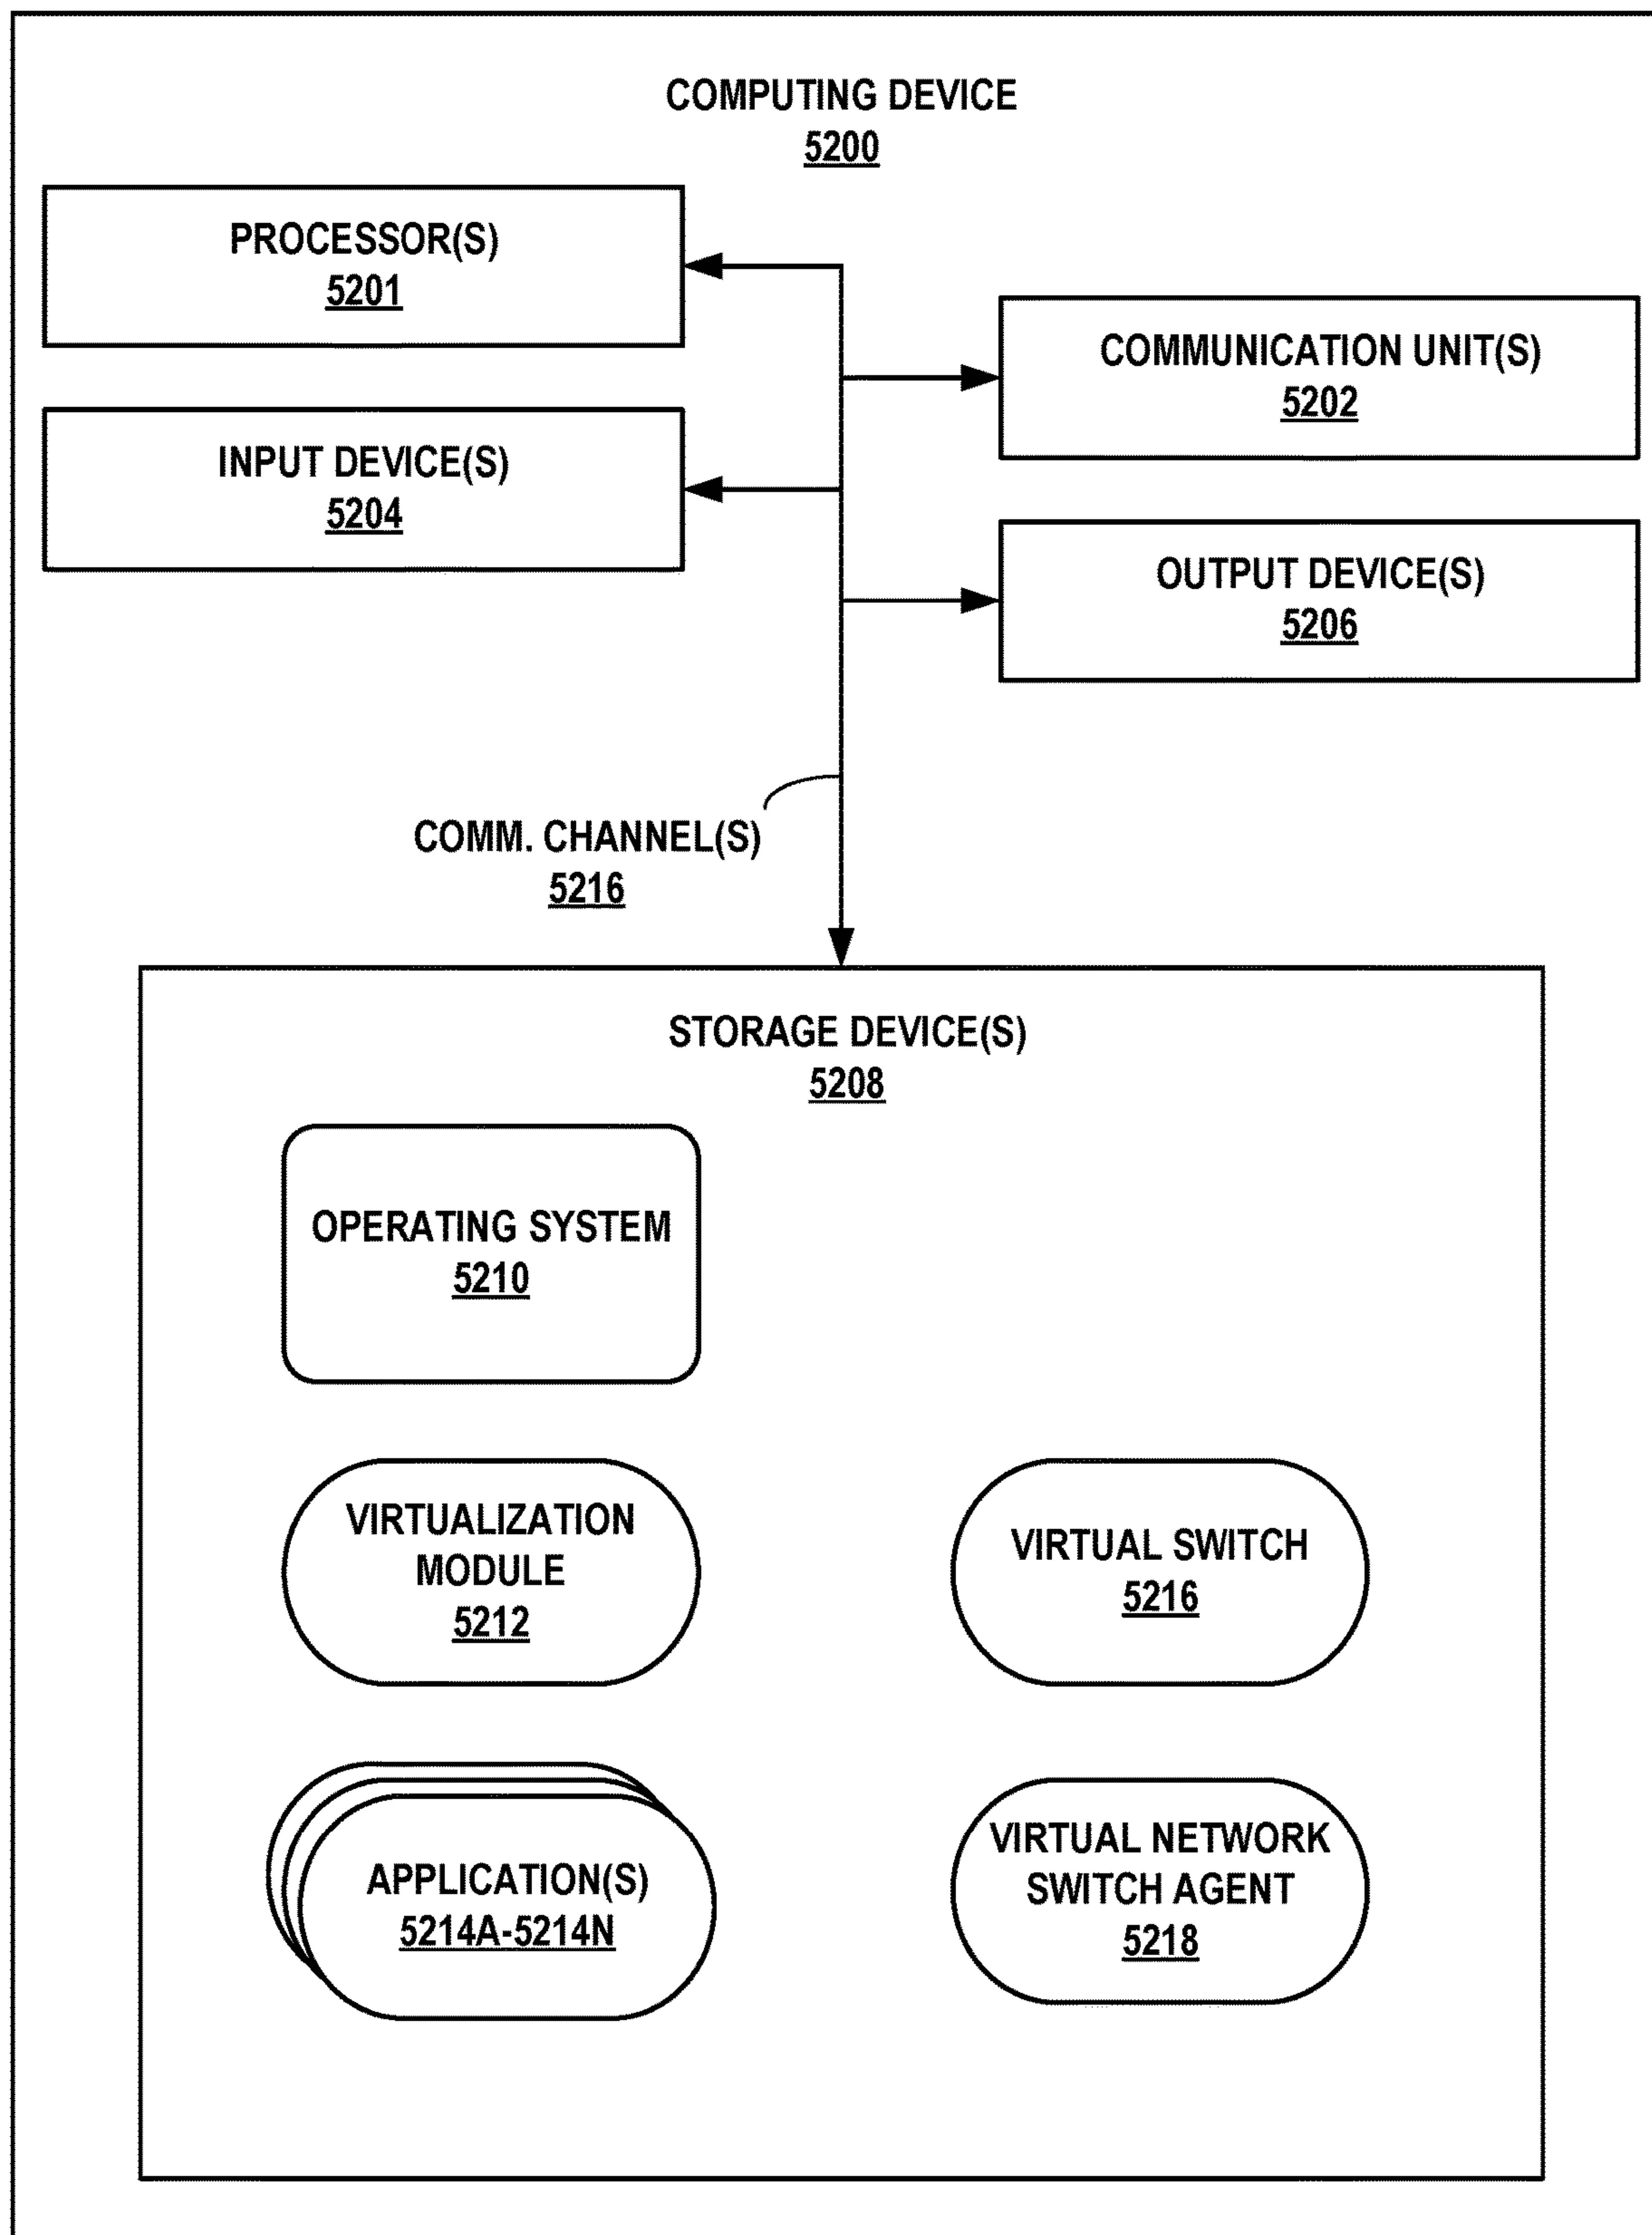 COMPUTING DEVICE
5200
PROCESSOR(S)
5201
COMMUNICATION UNIT(S)
5202
INPUT DEVICE(S)
5204
OUTPUT DEVICE(S)
5206
COMM. CHANNEL(S)
5216
STORAGE DEVICE(S)
5208
OPERATING SYSTEM
5210
VIRTUALIZATION
MODULE
5212
VIRTUAL SWITCH
5216
APPLICATION(S)
5214A-5214N
VIRTUAL NETWORK
SWITCH AGENT
5218